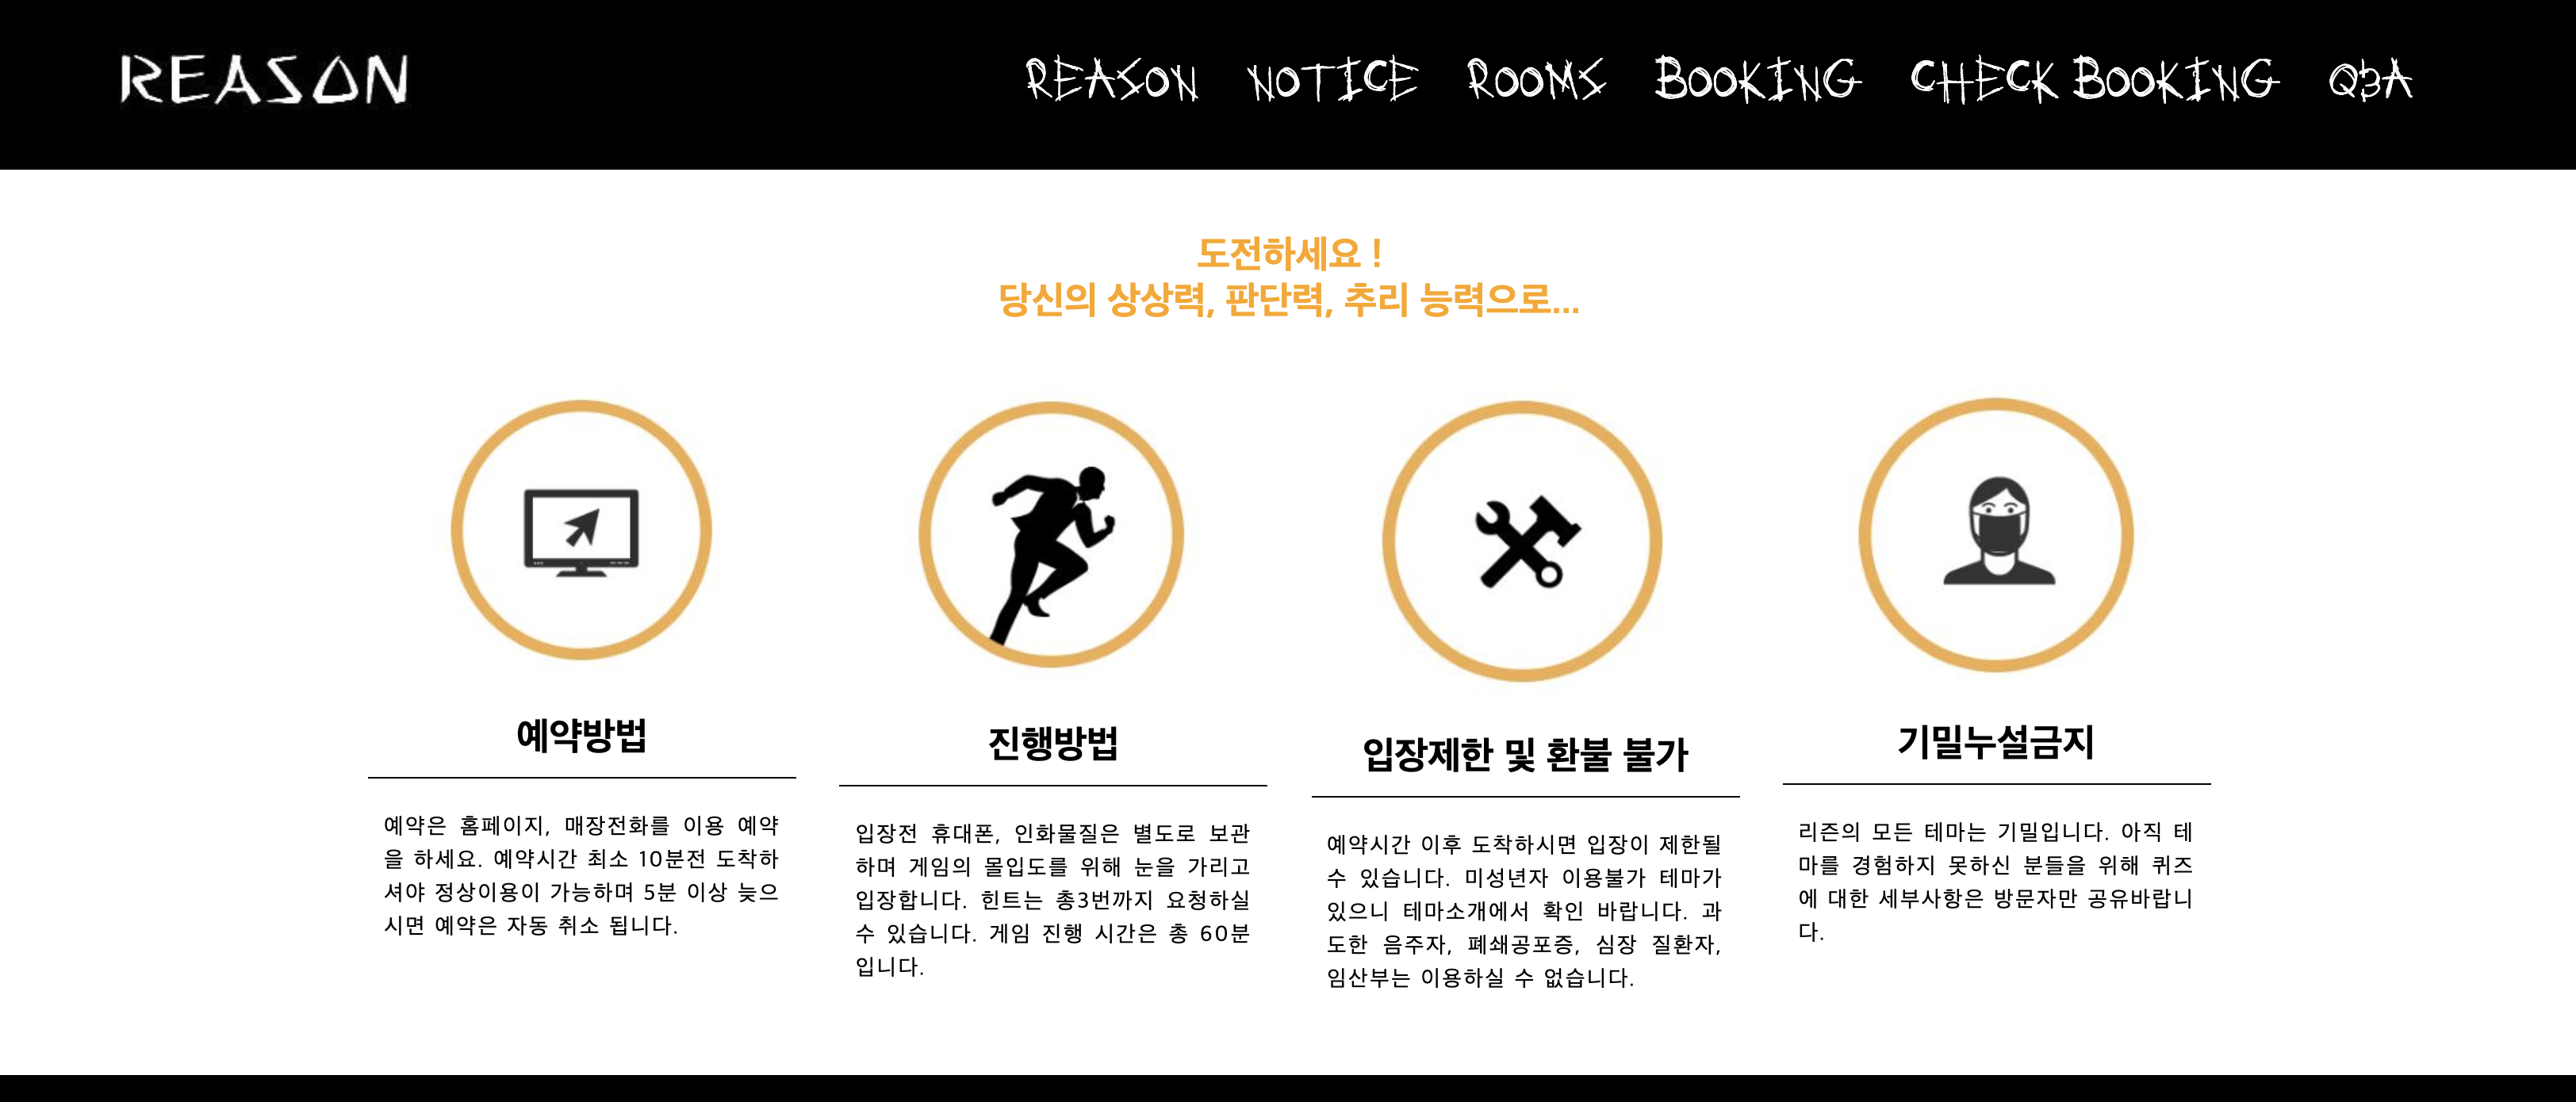 REASON
REASON NOTICE ROOMS BOOKING CHECK BOOKING Q&A
도전하세요 !
당신의 상상력, 판단력, 추리 능력으로...
예약방법
예약은 홈페이지, 매장전화를 이용 예약
을 하세요. 예약시간 최소 10분전 도착하
셔야 정상이용이 가능하며 5분 이상 늦으
시면 예약은 자동 취소 됩니다.
진행방법
입장전 휴대폰, 인화물질은 별도로 보관
하며 게임의 몰입도를 위해 눈을 가리고
입장합니다. 힌트는 총3번까지 요청하실
수 있습니다. 게임 진행 시간은 총 60분
입니다.
입장제한 및 환불 불가
예약시간 이후 도착하시면 입장이 제한될
수 있습니다. 미성년자 이용불가 테마가
있으니 테마소개에서 확인 바랍니다. 과
도한 음주자, 폐쇄공포증, 심장 질환자,
임산부는 이용하실 수 없습니다.
기밀누설금지
리즌의 모든 테마는 기밀입니다. 아직 테
마를 경험하지 못하신 분들을 위해 퀴즈
에 대한 세부사항은 방문자만 공유바랍니
다.